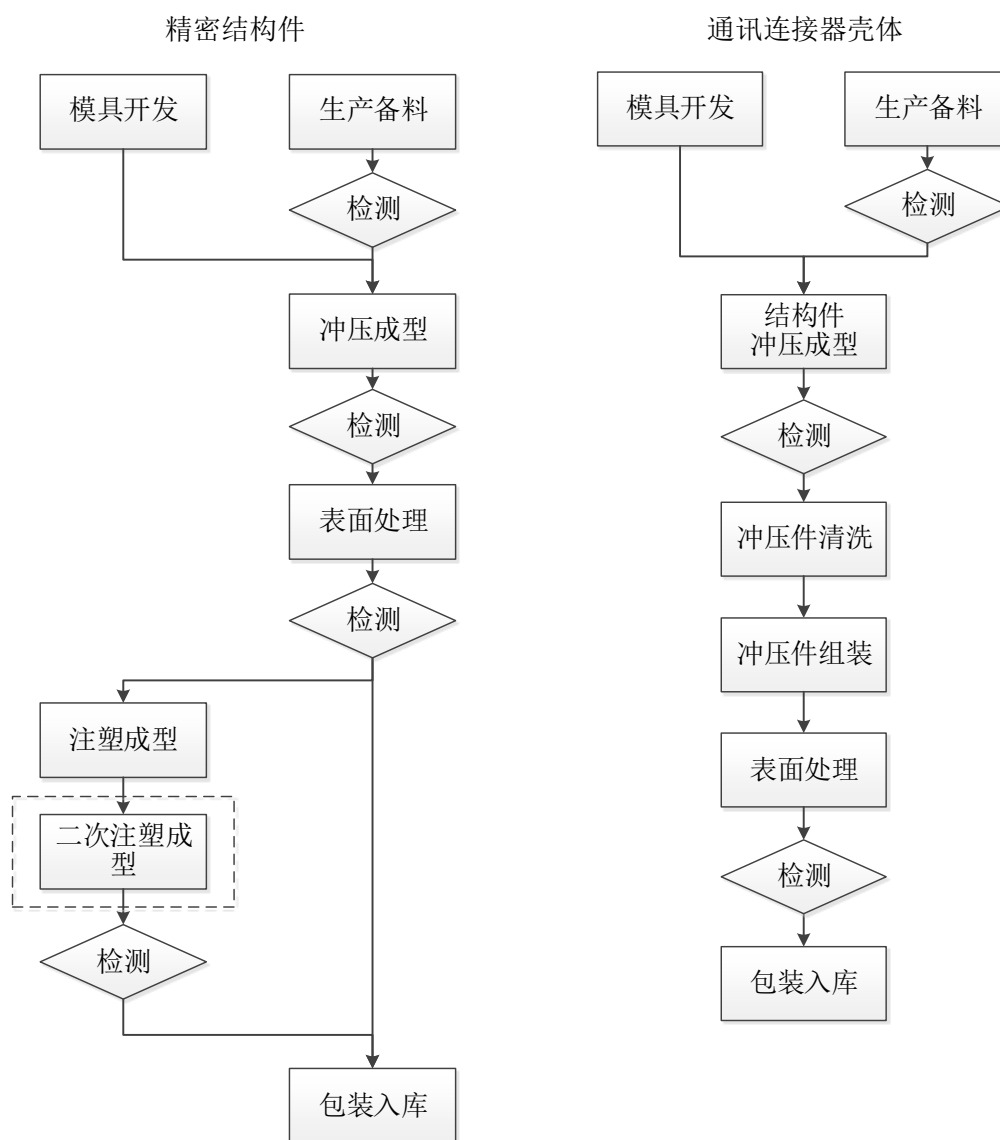 精密结构件
模具开发
生产备料
检测
冲压成型
检测
表面处理
检测
注塑成型
二次注塑成
型
检测
包装入库
通讯连接器壳体
模具开发
生产备料
检测
结构件
冲压成型
检测
冲压件清洗
冲压件组装
表面处理
检测
包装入库